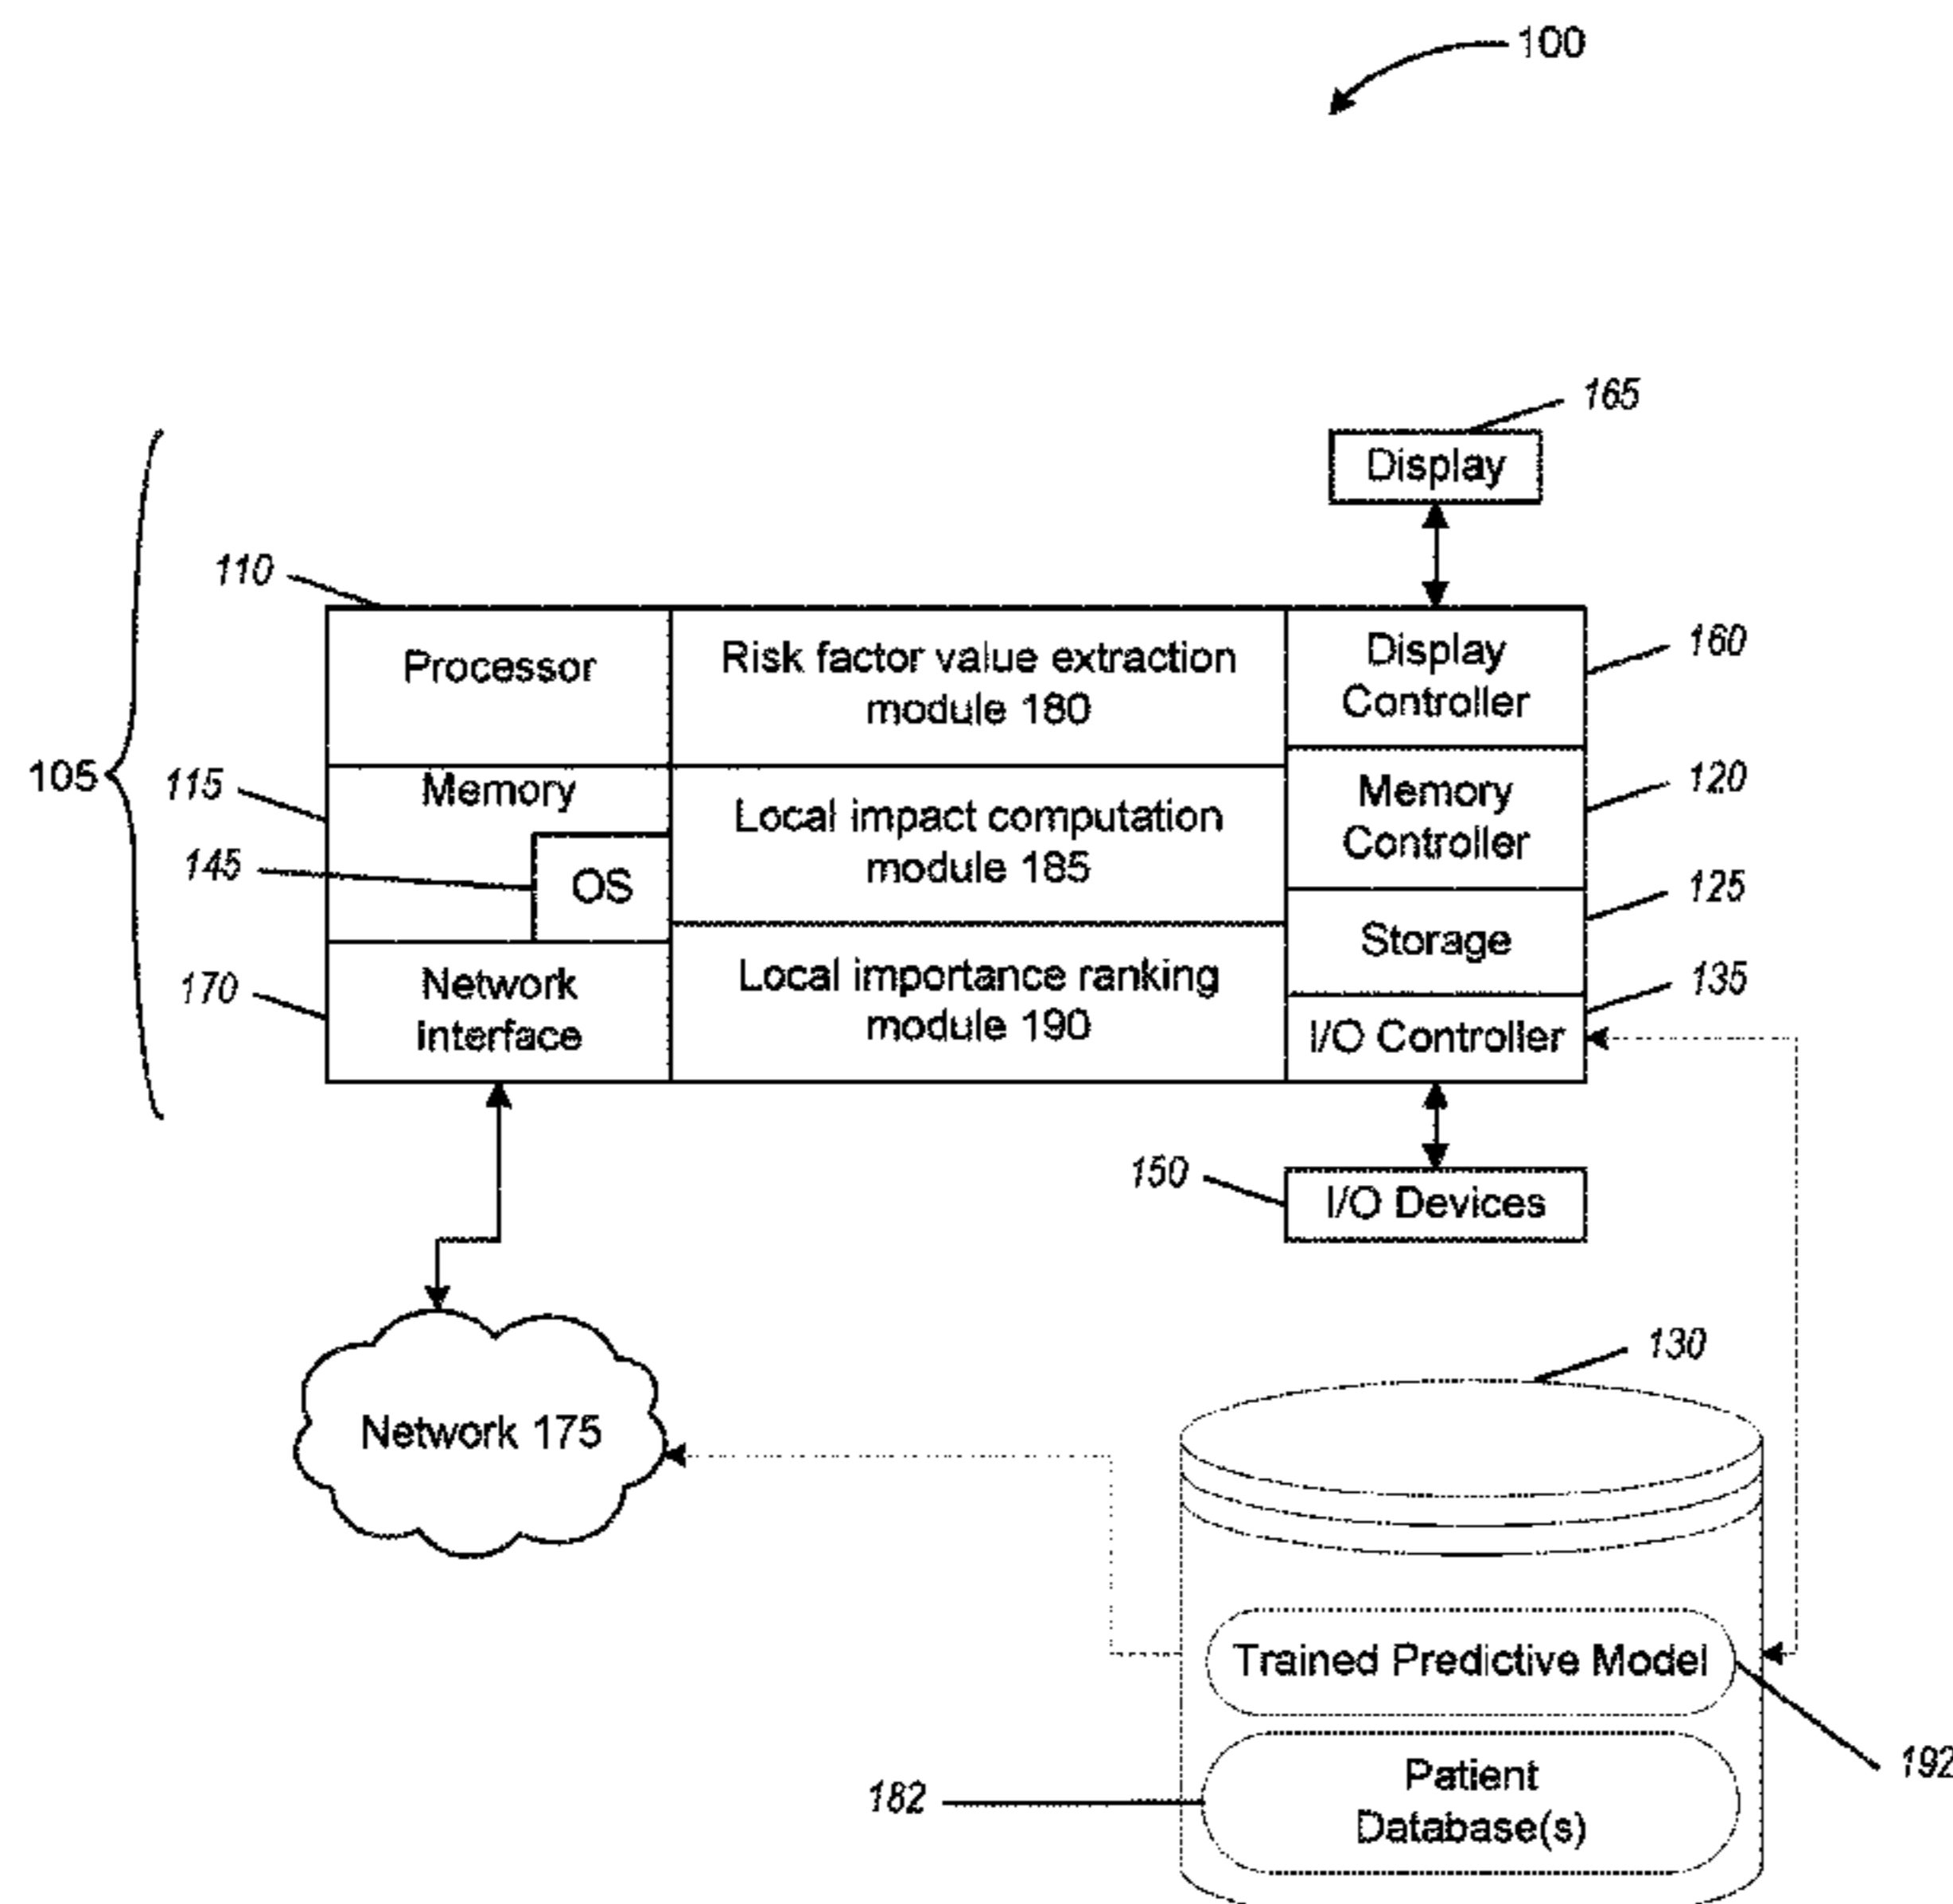 100
165
Display
110
Processor
Risk factor value extraction
module 180
Display
Controller
160
105
115
Memory
Local impact computation
module 185
Memory
Controller
120
145
OS
125
Storage
170
Network
interface
Local importance ranking
module 190
135
I/O Controller
150
I/O Devices
Network 175
130
Trained Predictive Model
192
182
Patient
Database(s)